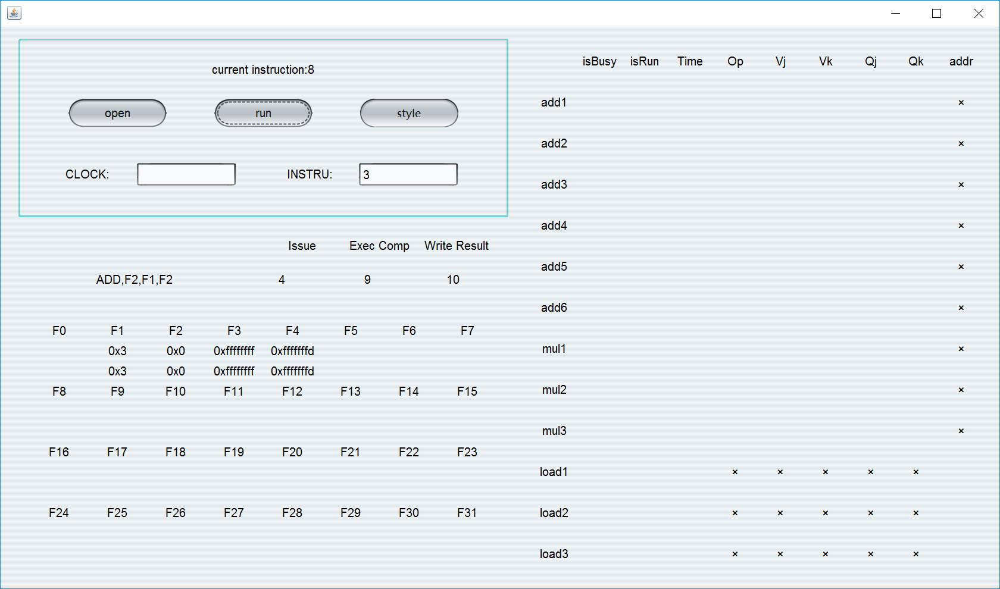 current instruction:8
open run style
CLOCK: INSTRU: 3
Issue Exec Comp Write Result
ADD,F2,F1,F2 4 9 10
F0 F1 F2 F3 F4 F5 F6 F7
0x3 0x0 0xffffffff 0xfffffffd
0x3 0x0 0xffffffff 0xfffffffd
F8 F9 F10 F11 F12 F13 F14 F15
F16 F17 F18 F19 F20 F21 F22 F23
F24 F25 F26 F27 F28 F29 F30 F31
isBusy isRun Time Op Vj Vk Qj Qk addr
add1 ×
add2 ×
add3 ×
add4 ×
add5 ×
add6 ×
mul1 ×
mul2 ×
mul3 ×
load1 × × × × ×
load2 × × × × ×
load3 × × × × ×